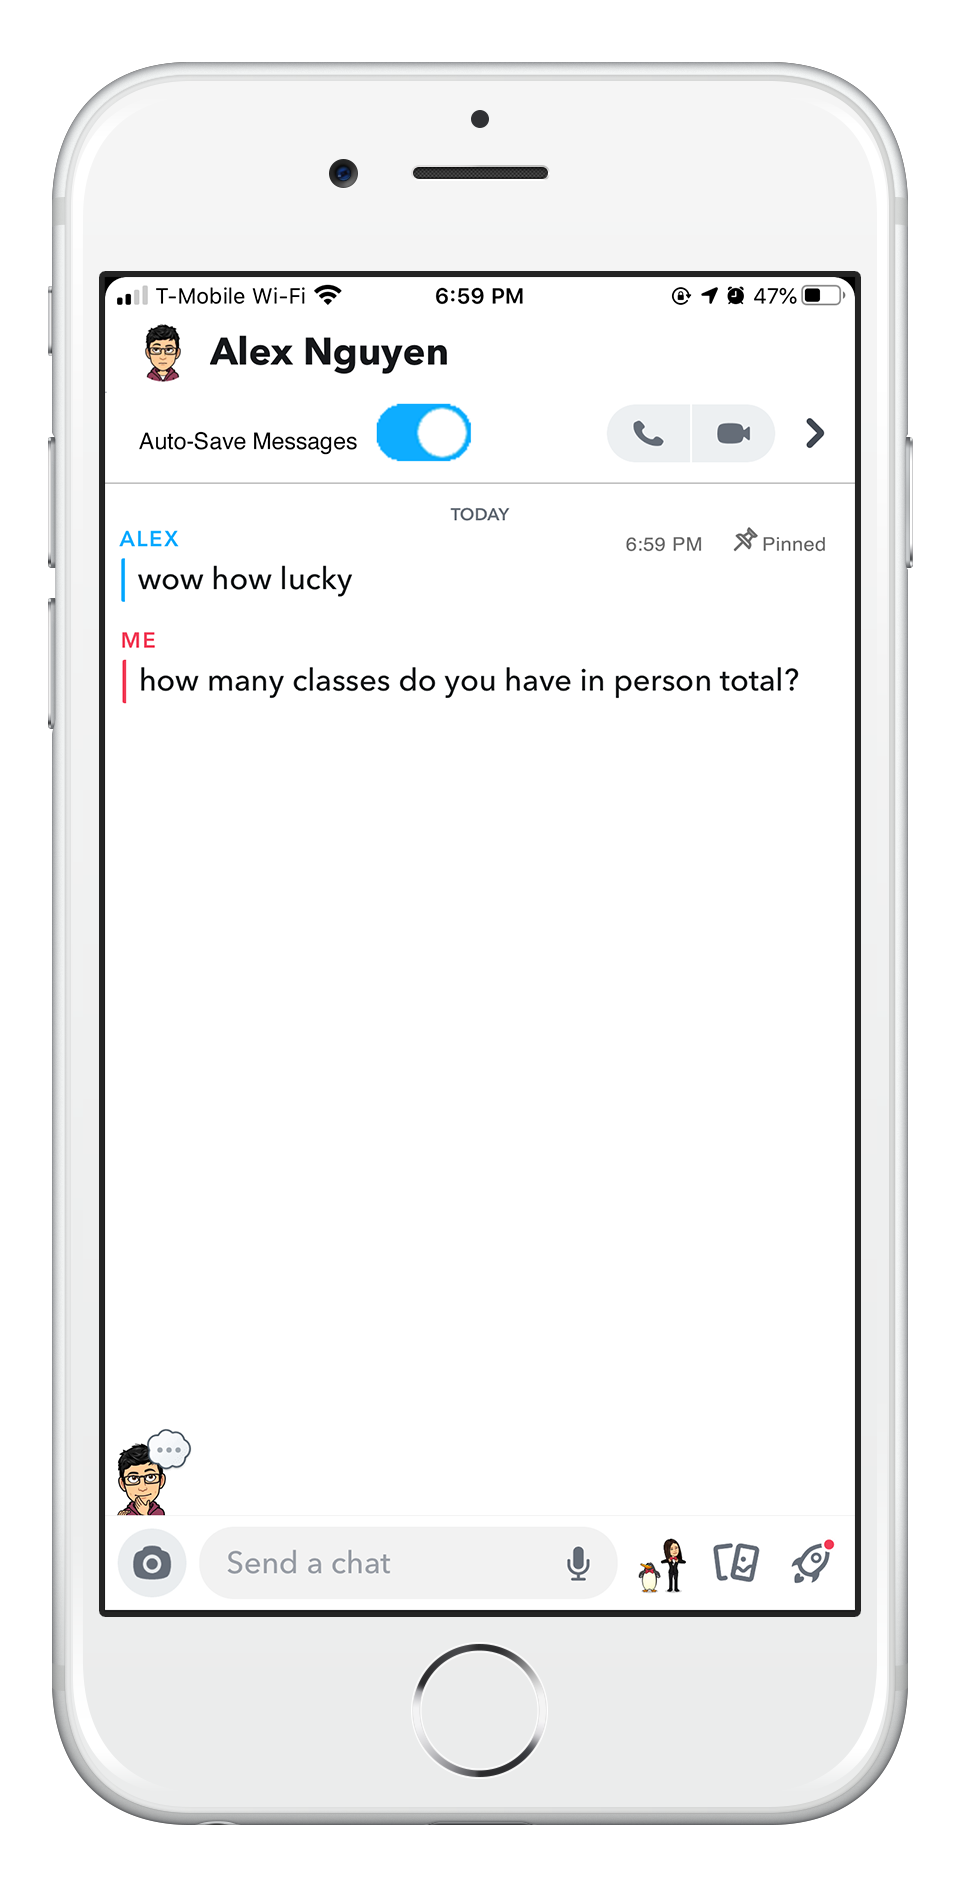 T-Mobile Wi-Fi 6:59 PM 47%
Alex Nguyen
Auto-Save Messages
TODAY
ALEX 6:59 PM Pinned
wow how lucky
ME
how many classes do you have in person total?
Send a chat